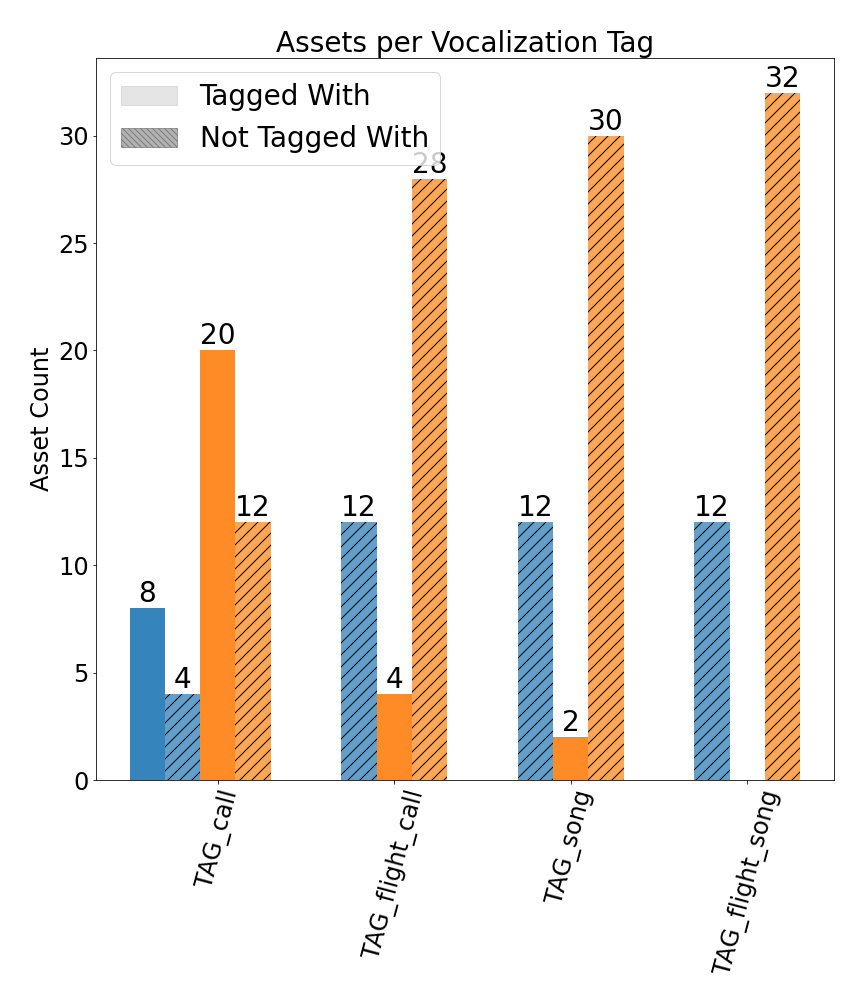 Assets per Vocalization Tag
Tagged With
Not Tagged With
Asset Count
30
25
20
15
10
5
0
8
4
20
12
12
4
28
12
2
30
12
32
TAG_call
TAG_flight_call
TAG_song
TAG_flight_song